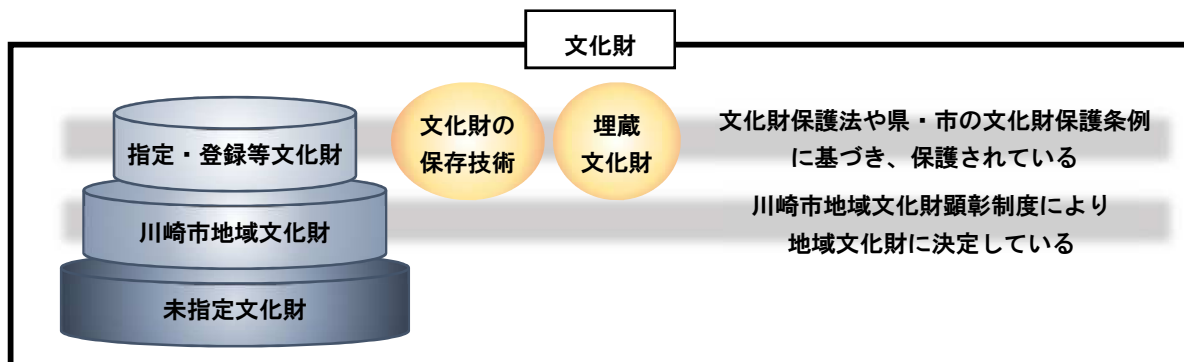 文化財
指定・登録等文化財
文化財の
保存技術
埋蔵
文化財
文化財保護法や県・市の文化財保護条例
に基づき、保護されている
川崎市地域文化財
川崎市地域文化財顕彰制度により
地域文化財に決定している
未指定文化財